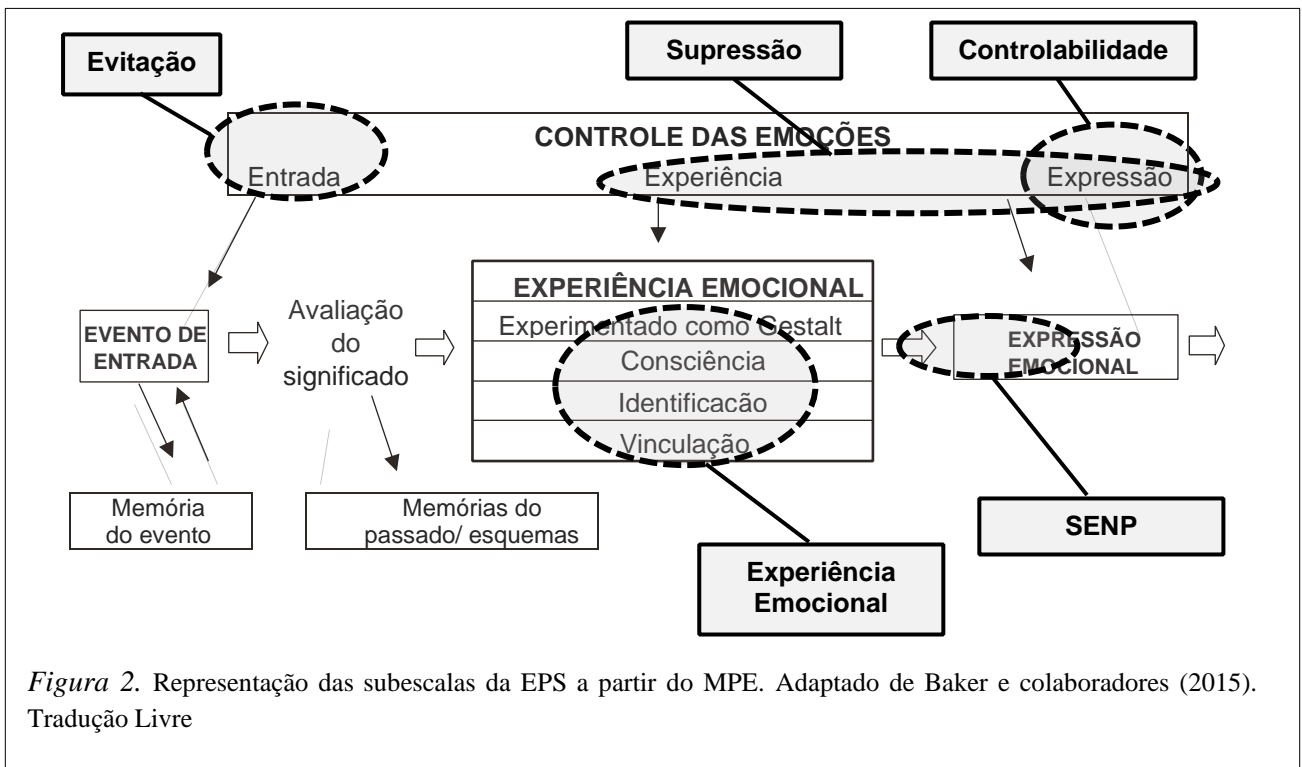 Evitação
Supressão
Controlabilidade
CONTROLE DAS EMOÇÕES
Entrada
Experiência
Expressão
EVENTO DE
ENTRADA
Avaliação
do
significado
EXPERIÊNCIA EMOCIONAL
Experimentado como Gestalt
Consciência
Identificação
Vinculação
EXPRESSÃO
EMOCIONAL
Memória
do evento
Memórias do
passado/ esquemas
Experiência
Emocional
SENP
Figura 2. Representação das subescalas da EPS a partir do MPE. Adaptado de Baker e colaboradores (2015).
Tradução Livre